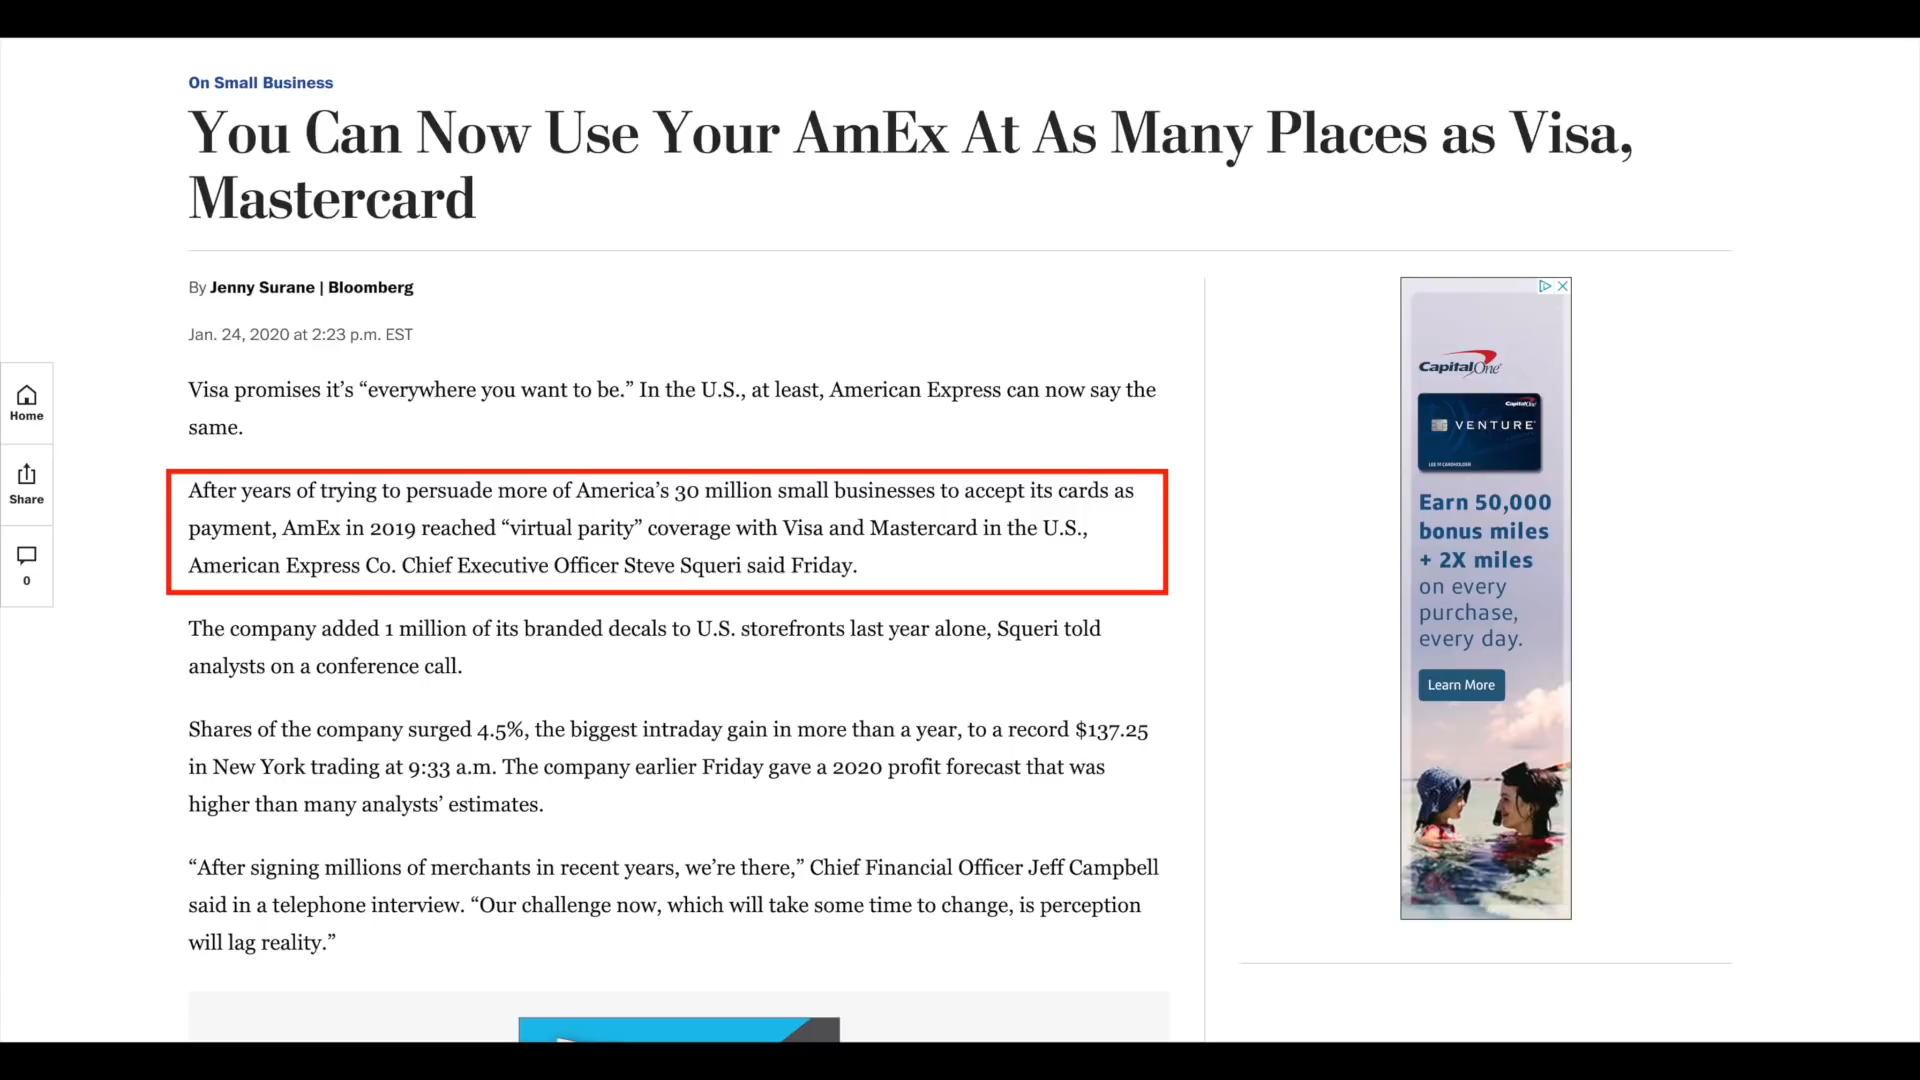 On Small Business
You Can Now Use Your AmEx At As Many Places as Visa,
Mastercard
By Jenny Surane | Bloomberg
Jan. 24, 2020 at 2:23 p.m. EST
Home
Share
0
Visa promises it’s “everywhere you want to be.” In the U.S., at least, American Express can now say the
same.
After years of trying to persuade more of America’s 30 million small businesses to accept its cards as
payment, AmEx in 2019 reached “virtual parity” coverage with Visa and Mastercard in the U.S.,
American Express Co. Chief Executive Officer Steve Squeri said Friday.
The company added 1 million of its branded decals to U.S. storefronts last year alone, Squeri told
analysts on a conference call.
Shares of the company surged 4.5%, the biggest intraday gain in more than a year, to a record $137.25
in New York trading at 9:33 a.m. The company earlier Friday gave a 2020 profit forecast that was
higher than many analysts’ estimates.
“After signing millions of merchants in recent years, we’re there,” Chief Financial Officer Jeff Campbell
said in a telephone interview. “Our challenge now, which will take some time to change, is perception
will lag reality.”
CapitalOne
CapitalOne
VENTURE
LEE M CARDHOLDER
Earn 50,000
bonus miles
+ 2X miles
on every
purchase,
every day.
Learn More